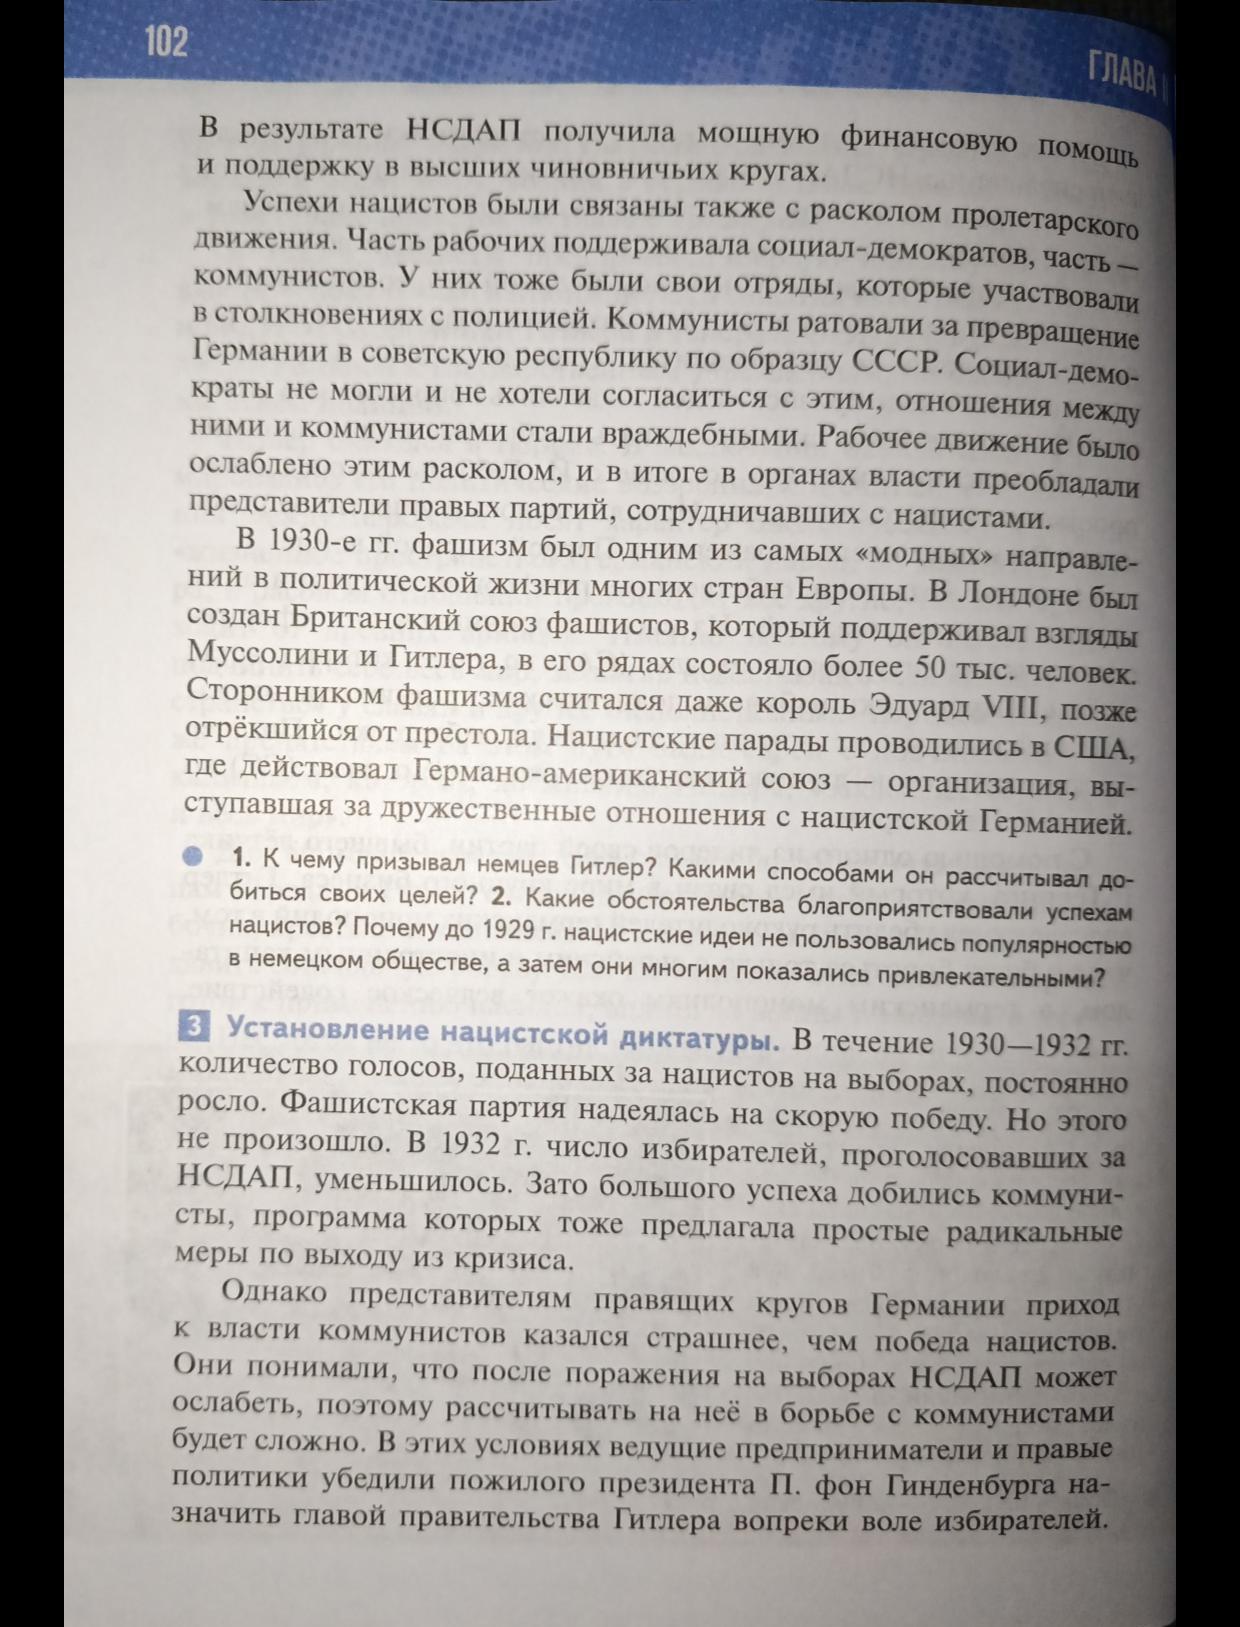 102
ГЛАВА
В результате НСДАП получила мощную финансовую помощь
и поддержку в высших чиновничьих кругах.
Успехи нацистов были связаны также с расколом пролетарского
движения. Часть рабочих поддерживала социал-демократов, часть —
коммунистов. У них тоже были свои отряды, которые участвовали
в столкновениях с полицией. Коммунисты ратовали за превращение
Германии в советскую республику по образцу СССР. Социал-демо-
краты не могли и не хотели согласиться с этим, отношения между
ними и коммунистами стали враждебными. Рабочее движение было
ослаблено этим расколом, и в итоге в органах власти преобладали
представители правых партий, сотрудничавших с нацистами.
В 1930-е гг. фашизм был одним из самых «модных» направле-
ний в политической жизни многих стран Европы. В Лондоне был
создан Британский союз фашистов, который поддерживал взгляды
Муссолини и Гитлера, в его рядах состояло более 50 тыс. человек.
Сторонником фашизма считался даже король Эдуард VIII, позже
отрёкшийся от престола. Нацистские парады проводились в США,
где действовал Германо-американский союз — организация, вы-
ступавшая за дружественные отношения с нацистской Германией.
1. К чему призывал немцев Гитлер? Какими способами он рассчитывал до-
биться своих целей? 2. Какие обстоятельства благоприятствовали успехам
нацистов? Почему до 1929 г. нацистские идеи не пользовались популярностью
в немецком обществе, а затем они многим показались привлекательными?
3 Установление нацистской диктатуры. В течение 1930—1932 гг.
количество голосов, поданных за нацистов на выборах, постоянно
росло. Фашистская партия надеялась на скорую победу. Но этого
не произошло. В 1932 г. число избирателей, проголосовавших за
НСДАП, уменьшилось. Зато большого успеха добились коммуни-
сты, программа которых тоже предлагала простые радикальные
меры по выходу из кризиса.
Однако представителям правящих кругов Германии приход
к власти коммунистов казался страшнее, чем победа нацистов.
Они понимали, что после поражения на выборах НСДАП может
ослабеть, поэтому рассчитывать на неё в борьбе с коммунистами
будет сложно. В этих условиях ведущие предприниматели и правые
политики убедили пожилого президента П. фон Гинденбурга на-
значить главой правительства Гитлера вопреки воле избирателей.